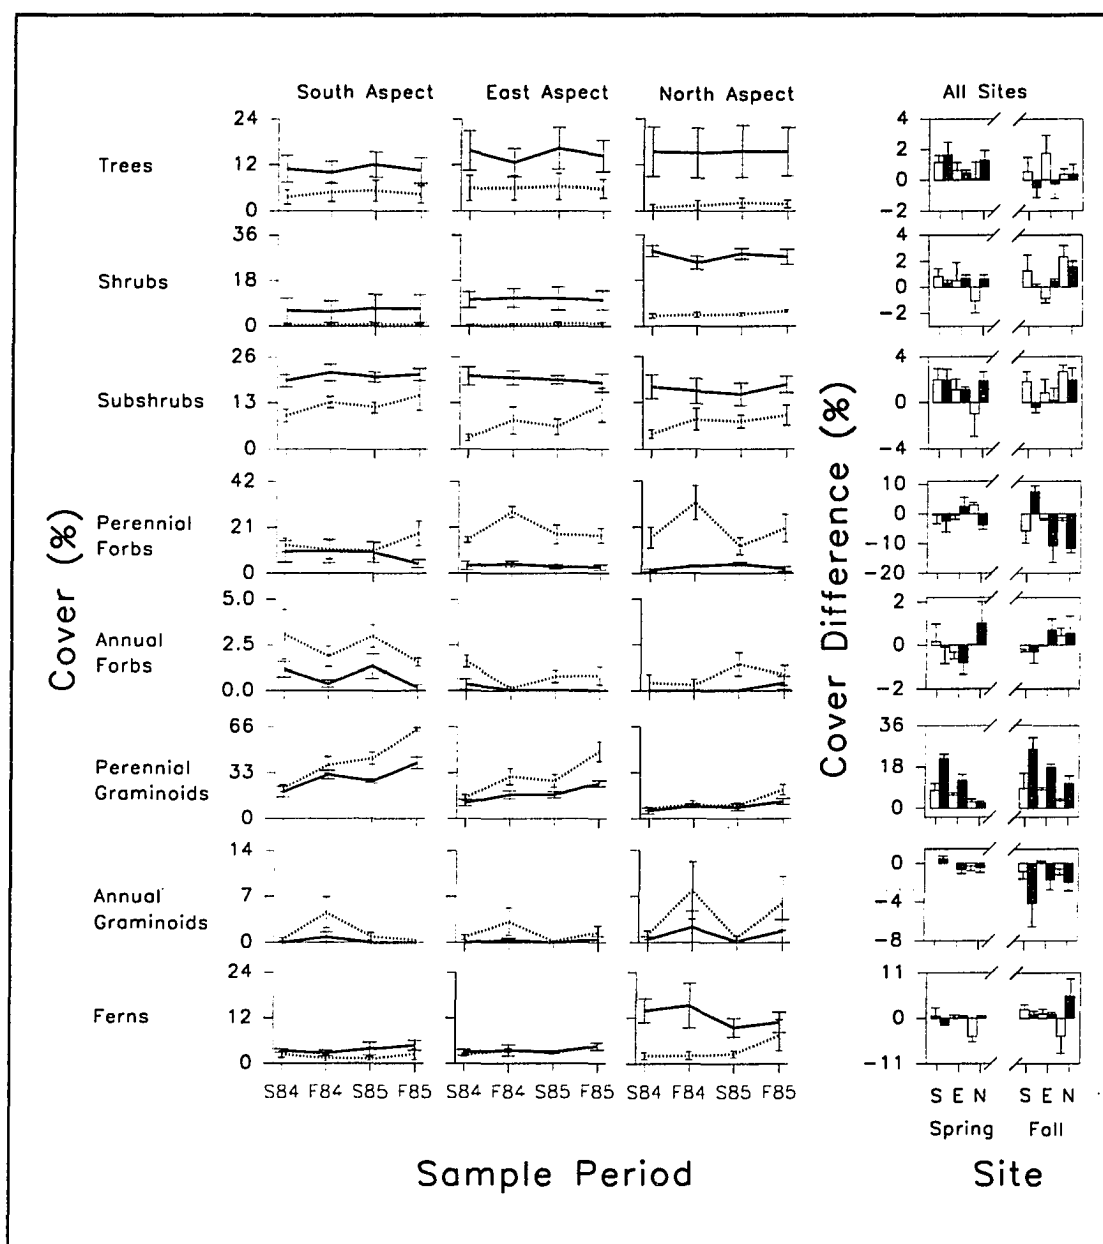 South Aspect East Aspect North Aspect All Sites
Trees
24
12
0
4
2
0
−2
Shrubs
36
18
0
4
2
0
−2
Subshrubs
26
13
0
4
0
−4
Perennial
Forbs
42
21
0
10
0
−10
−20
Annual
Forbs
5.0
2.5
0.0
2
0
−2
Perennial
Graminoids
66
33
0
36
18
0
Annual
Graminoids
14
7
0
0
−4
−8
Ferns
24
12
0
11
0
−11
Cover (%)
Cover Difference (%)
S84 F84 S85 F85 S84 F84 S85 F85 S84 F84 S85 F85
S E N S E N
Spring Fall
Sample Period Site